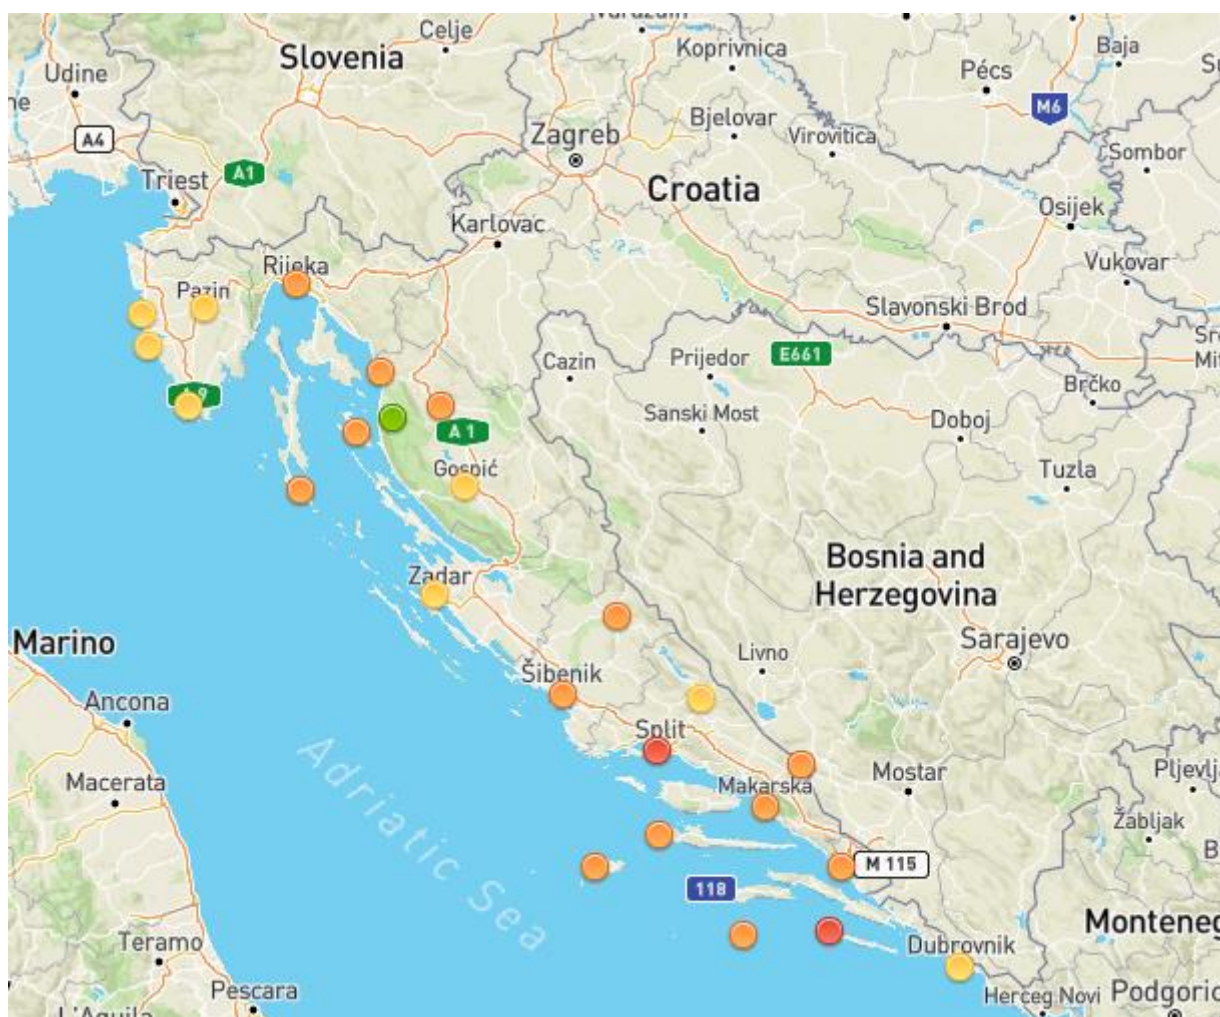 Celje
Slovenia
Koprivnica
Baja
Udine
Pécs
M6
Bjelovar
Zagreb
Virovitica
A4
Sombor
A1
Triest
Croatia
Osijek
Karlovac
Vukovar
Rijeka
Pazin
Slavonski Brod
E661
Cazin
Prijedor
Brčko
Sanski Most
Doboj
A 1
Gospić
Tuzla
Bosnia and
Herzegovina
Zadar
Marino
Sarajevo
Livno
Šibenik
Ancona
Split
Mostar
Makarska
Macerata
Žabljak
Adriatic Sea
M 115
118
Teramo
Dubrovnik
Pescara
Herceg Novi